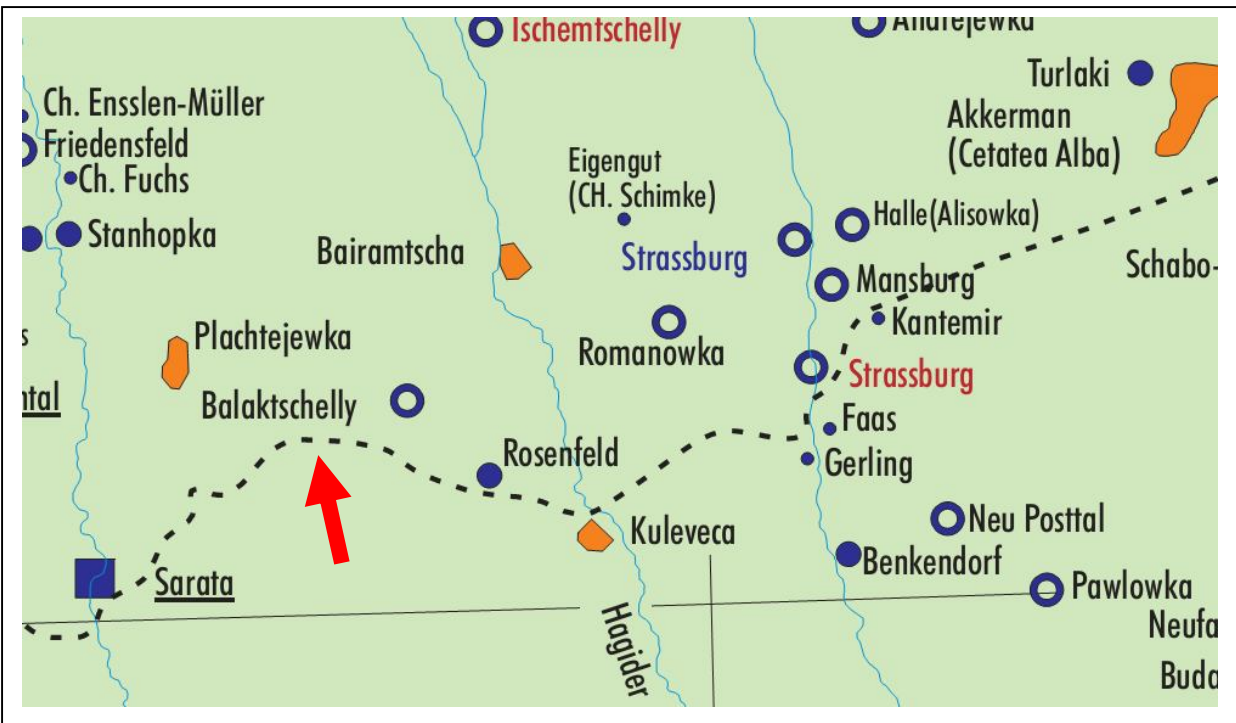 Ischemtschelly
Andrejewka
Turlaki
Akkerman
(Cetatea Alba)
Ch. Ensslen-Müller
Friedensfeld
Ch. Fuchs
Stanhopka
Eigengut
(CH. Schimke)
Strassburg
Halle(Alisowka)
Bairamtscha
Mansburg
Schabo-
Kantemir
s
Plachtejewka
Romanowka
Strassburg
ntal
Balaktschelly
Faas
Rosenfeld
Gerling
Neu Posttal
Kuleveca
Benkendorf
Sarata
Pawlowka
Hagider
Neufa
Buda